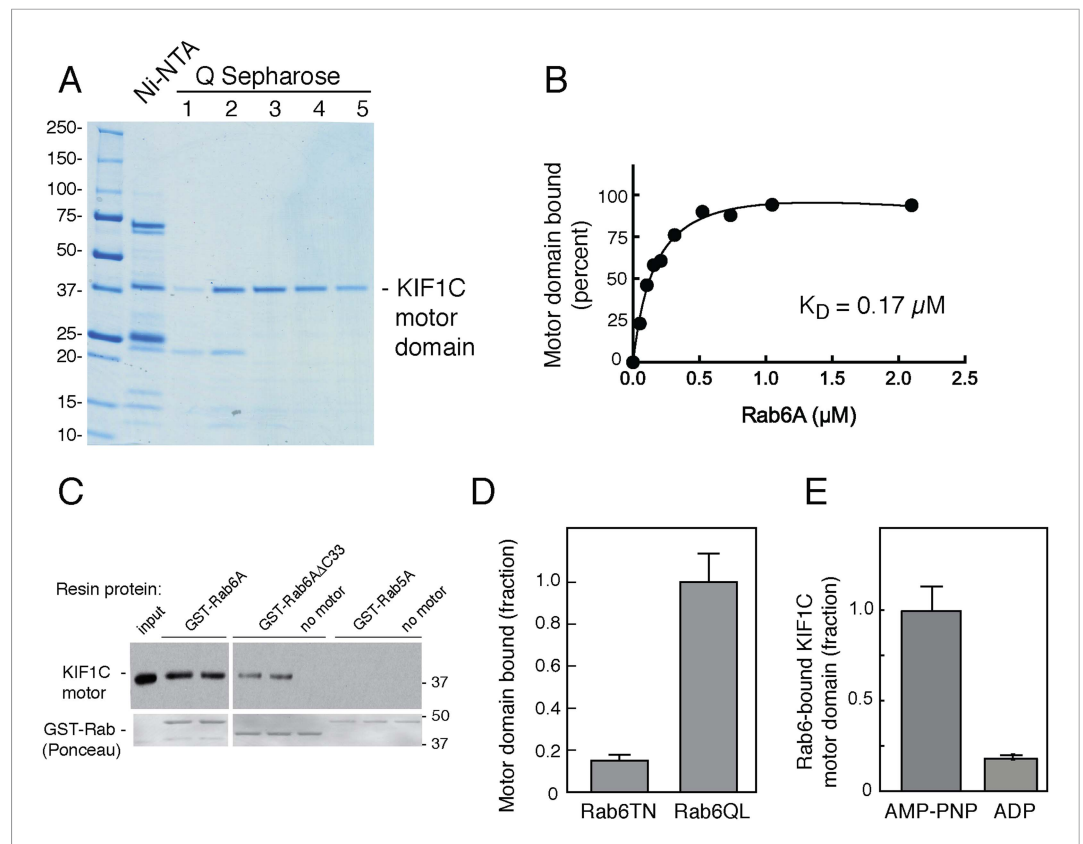 A
Ni-NTA
Q Sepharose
1 2 3 4 5
250-
150-
100-
75-
50-
37-
25-
20-
15-
10-
- KIF1C
motor
domain
B
Motor domain bound
(percent)
100
75
50
25
0
K_D = 0.17 µM
0.0 0.5 1.0 1.5 2.0 2.5
Rab6A (µM)
C
Resin protein:
input
GST-Rab6A
GST-Rab6AΔC33
no motor
GST-Rab5A
no motor
KIF1C -
motor
- 37
GST-Rab -
(Ponceau)
- 50
- 37
D
Motor domain bound (fraction)
1.0
0.8
0.6
0.4
0.2
0
Rab6TN Rab6QL
E
Rab6-bound KIF1C
motor domain (fraction)
1.0
0.5
0
AMP-PNP ADP